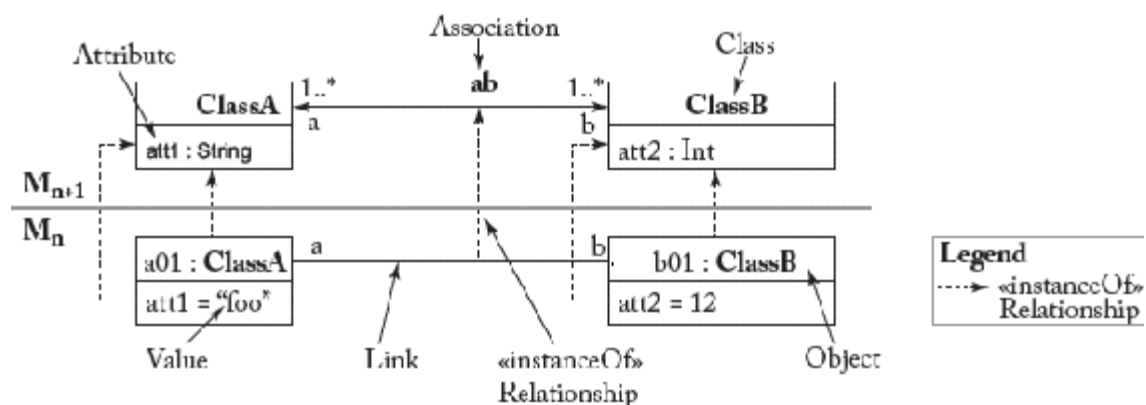 Association
Attribute
Class
1..*
ab
1..*
ClassA
ClassB
a
b
att1 : String
att2 : Int
Mn+1
Mn
a
b
a01 : ClassA
b01 : ClassB
att1 = “foo”
att2 = 12
Legend
«instanceOf»
Relationship
Value
Link
«instanceOf»
Relationship
Object